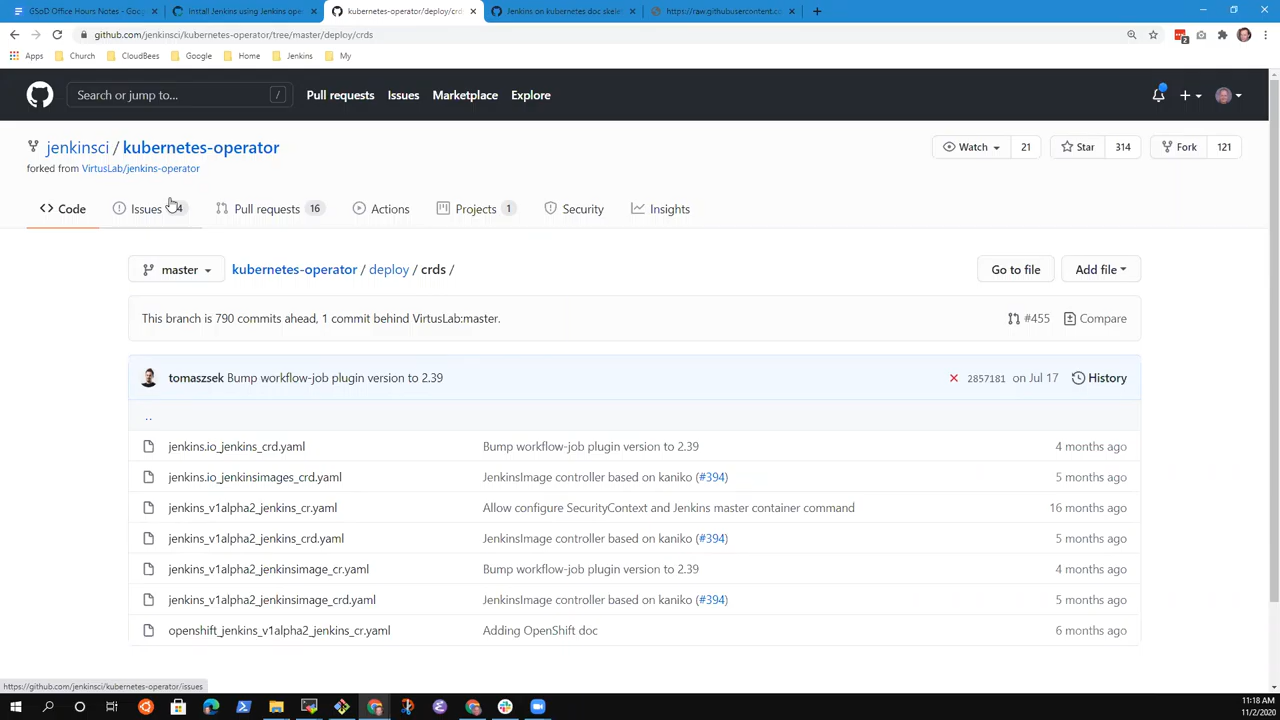 GSoD Office Hours Notes - Goog
Install Jenkins using Jenkins ope
kubernetes-operator/deploy/crd
Jenkins on kubernetes doc skele
https://raw.githubusercontent.co
github.com/jenkinsci/kubernetes-operator/tree/master/deploy/crds
2
Apps
Church
CloudBees
Google
Home
Jenkins
My
Search or jump to...
/
Pull requests
Issues
Marketplace
Explore
jenkinsci / kubernetes-operator
Watch
21
Star
314
Fork
121
forked from VirtusLab/jenkins-operator
Code
Issues
Pull requests
16
Actions
Projects
1
Security
Insights
master
kubernetes-operator / deploy / crds /
Go to file
Add file
This branch is 790 commits ahead, 1 commit behind VirtusLab:master.
#455
Compare
tomaszsek Bump workflow-job plugin version to 2.39
2857181 on Jul 17
History
..
jenkins.io_jenkins_crd.yaml
Bump workflow-job plugin version to 2.39
4 months ago
jenkins.io_jenkinsimages_crd.yaml
JenkinsImage controller based on kaniko (#394)
5 months ago
jenkins_v1alpha2_jenkins_cr.yaml
Allow configure SecurityContext and Jenkins master container command
16 months ago
jenkins_v1alpha2_jenkins_crd.yaml
JenkinsImage controller based on kaniko (#394)
5 months ago
jenkins_v1alpha2_jenkinsimage_cr.yaml
Bump workflow-job plugin version to 2.39
4 months ago
jenkins_v1alpha2_jenkinsimage_crd.yaml
JenkinsImage controller based on kaniko (#394)
5 months ago
openshift_jenkins_v1alpha2_jenkins_cr.yaml
Adding OpenShift doc
6 months ago
https://github.com/jenkinsci/kubernetes-operator/issues
11:18 AM
11/2/2020